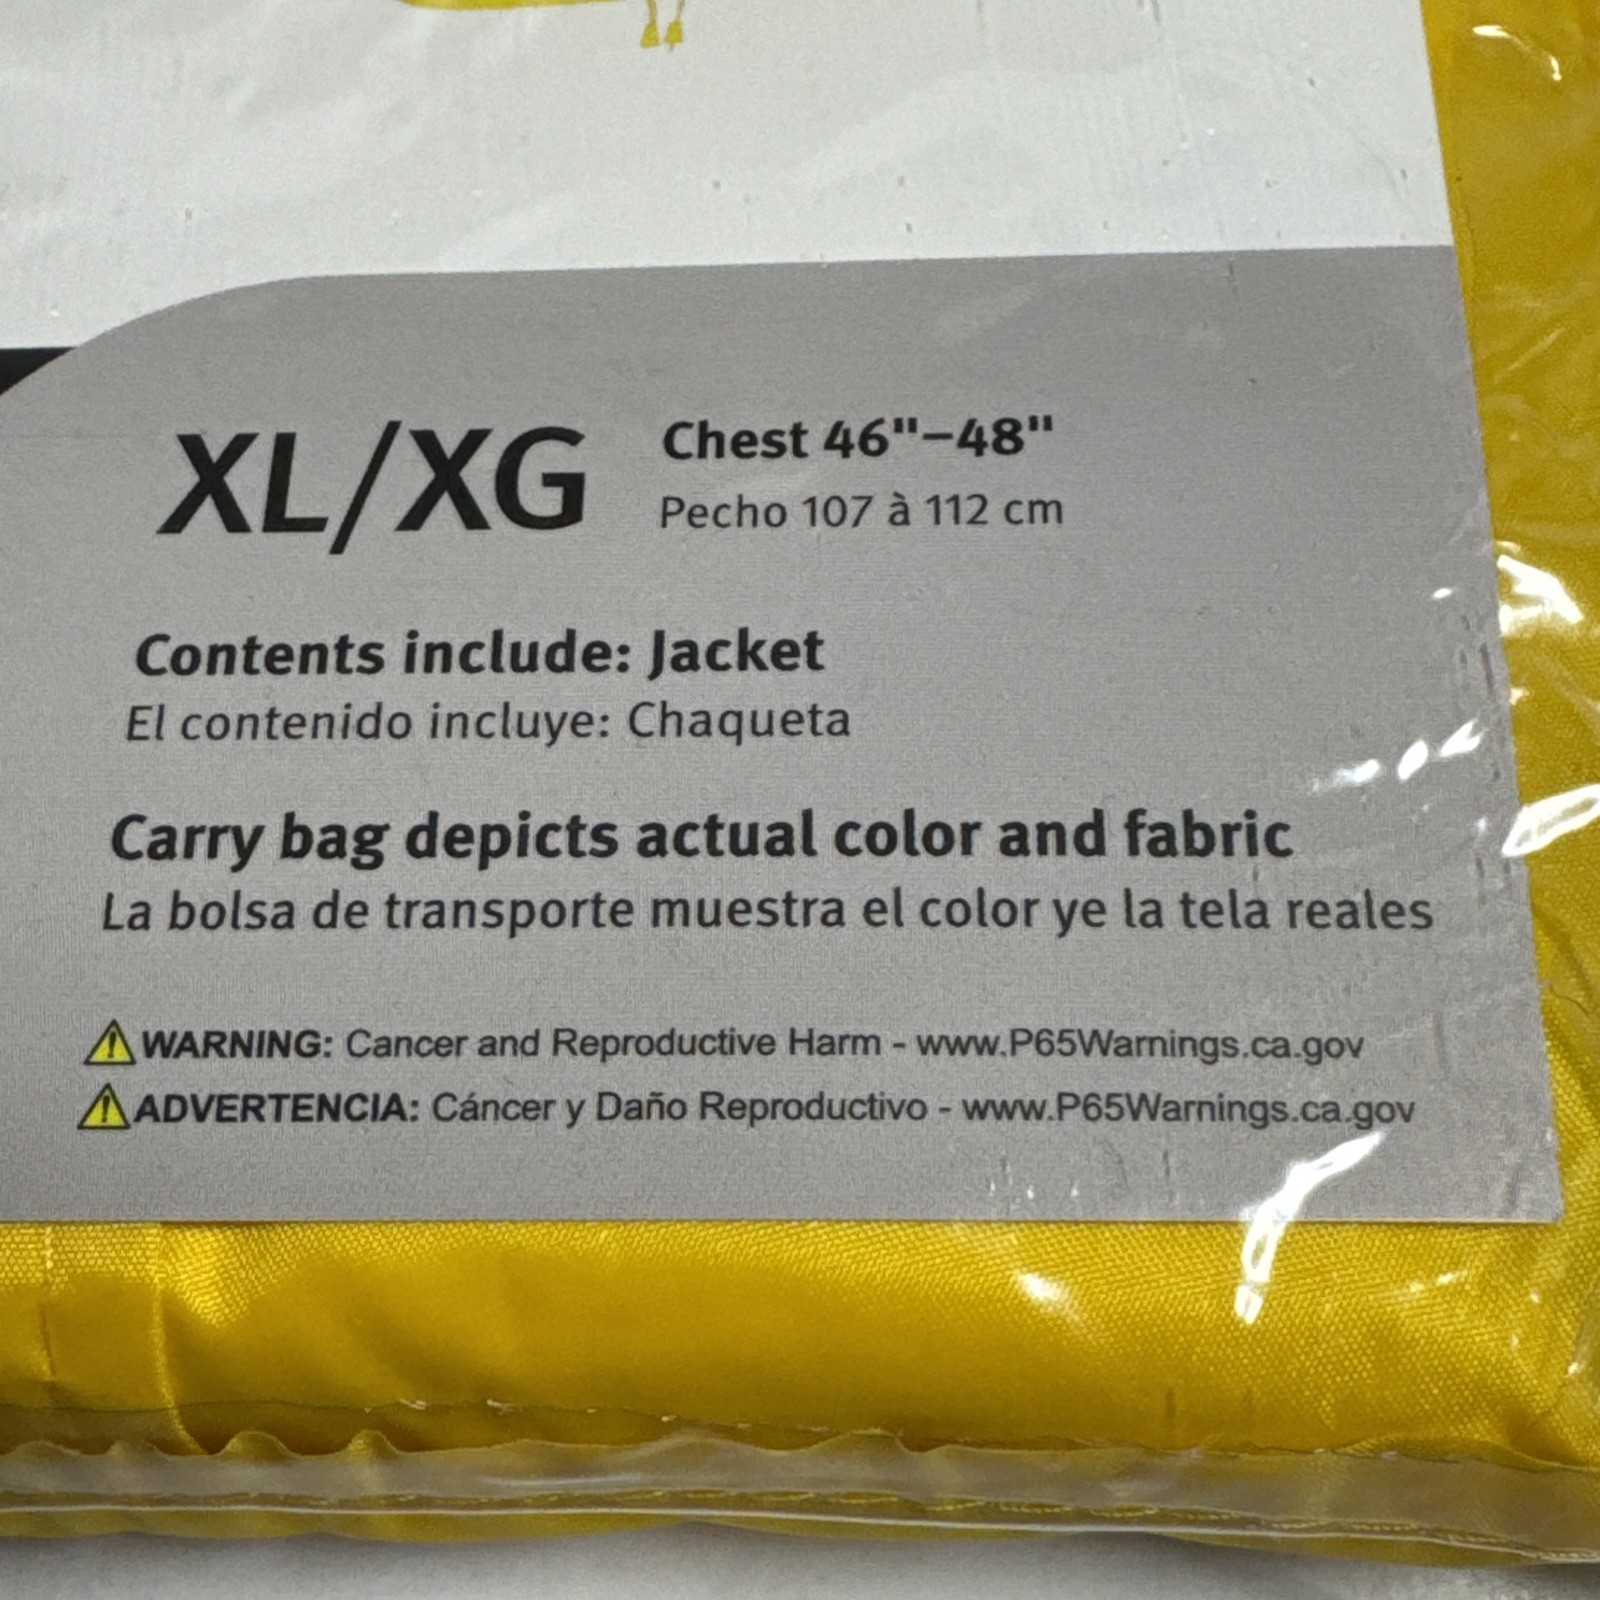 XL/XG
Chest 46"–48"
Pecho 107 à 112 cm
Contents include: Jacket
El contenido incluye: Chaqueta
Carry bag depicts actual color and fabric
La bolsa de transporte muestra el color ye la tela reales
WARNING: Cancer and Reproductive Harm - www.P65Warnings.ca.gov
ADVERTENCIA: Cáncer y Daño Reproductivo - www.P65Warnings.ca.gov